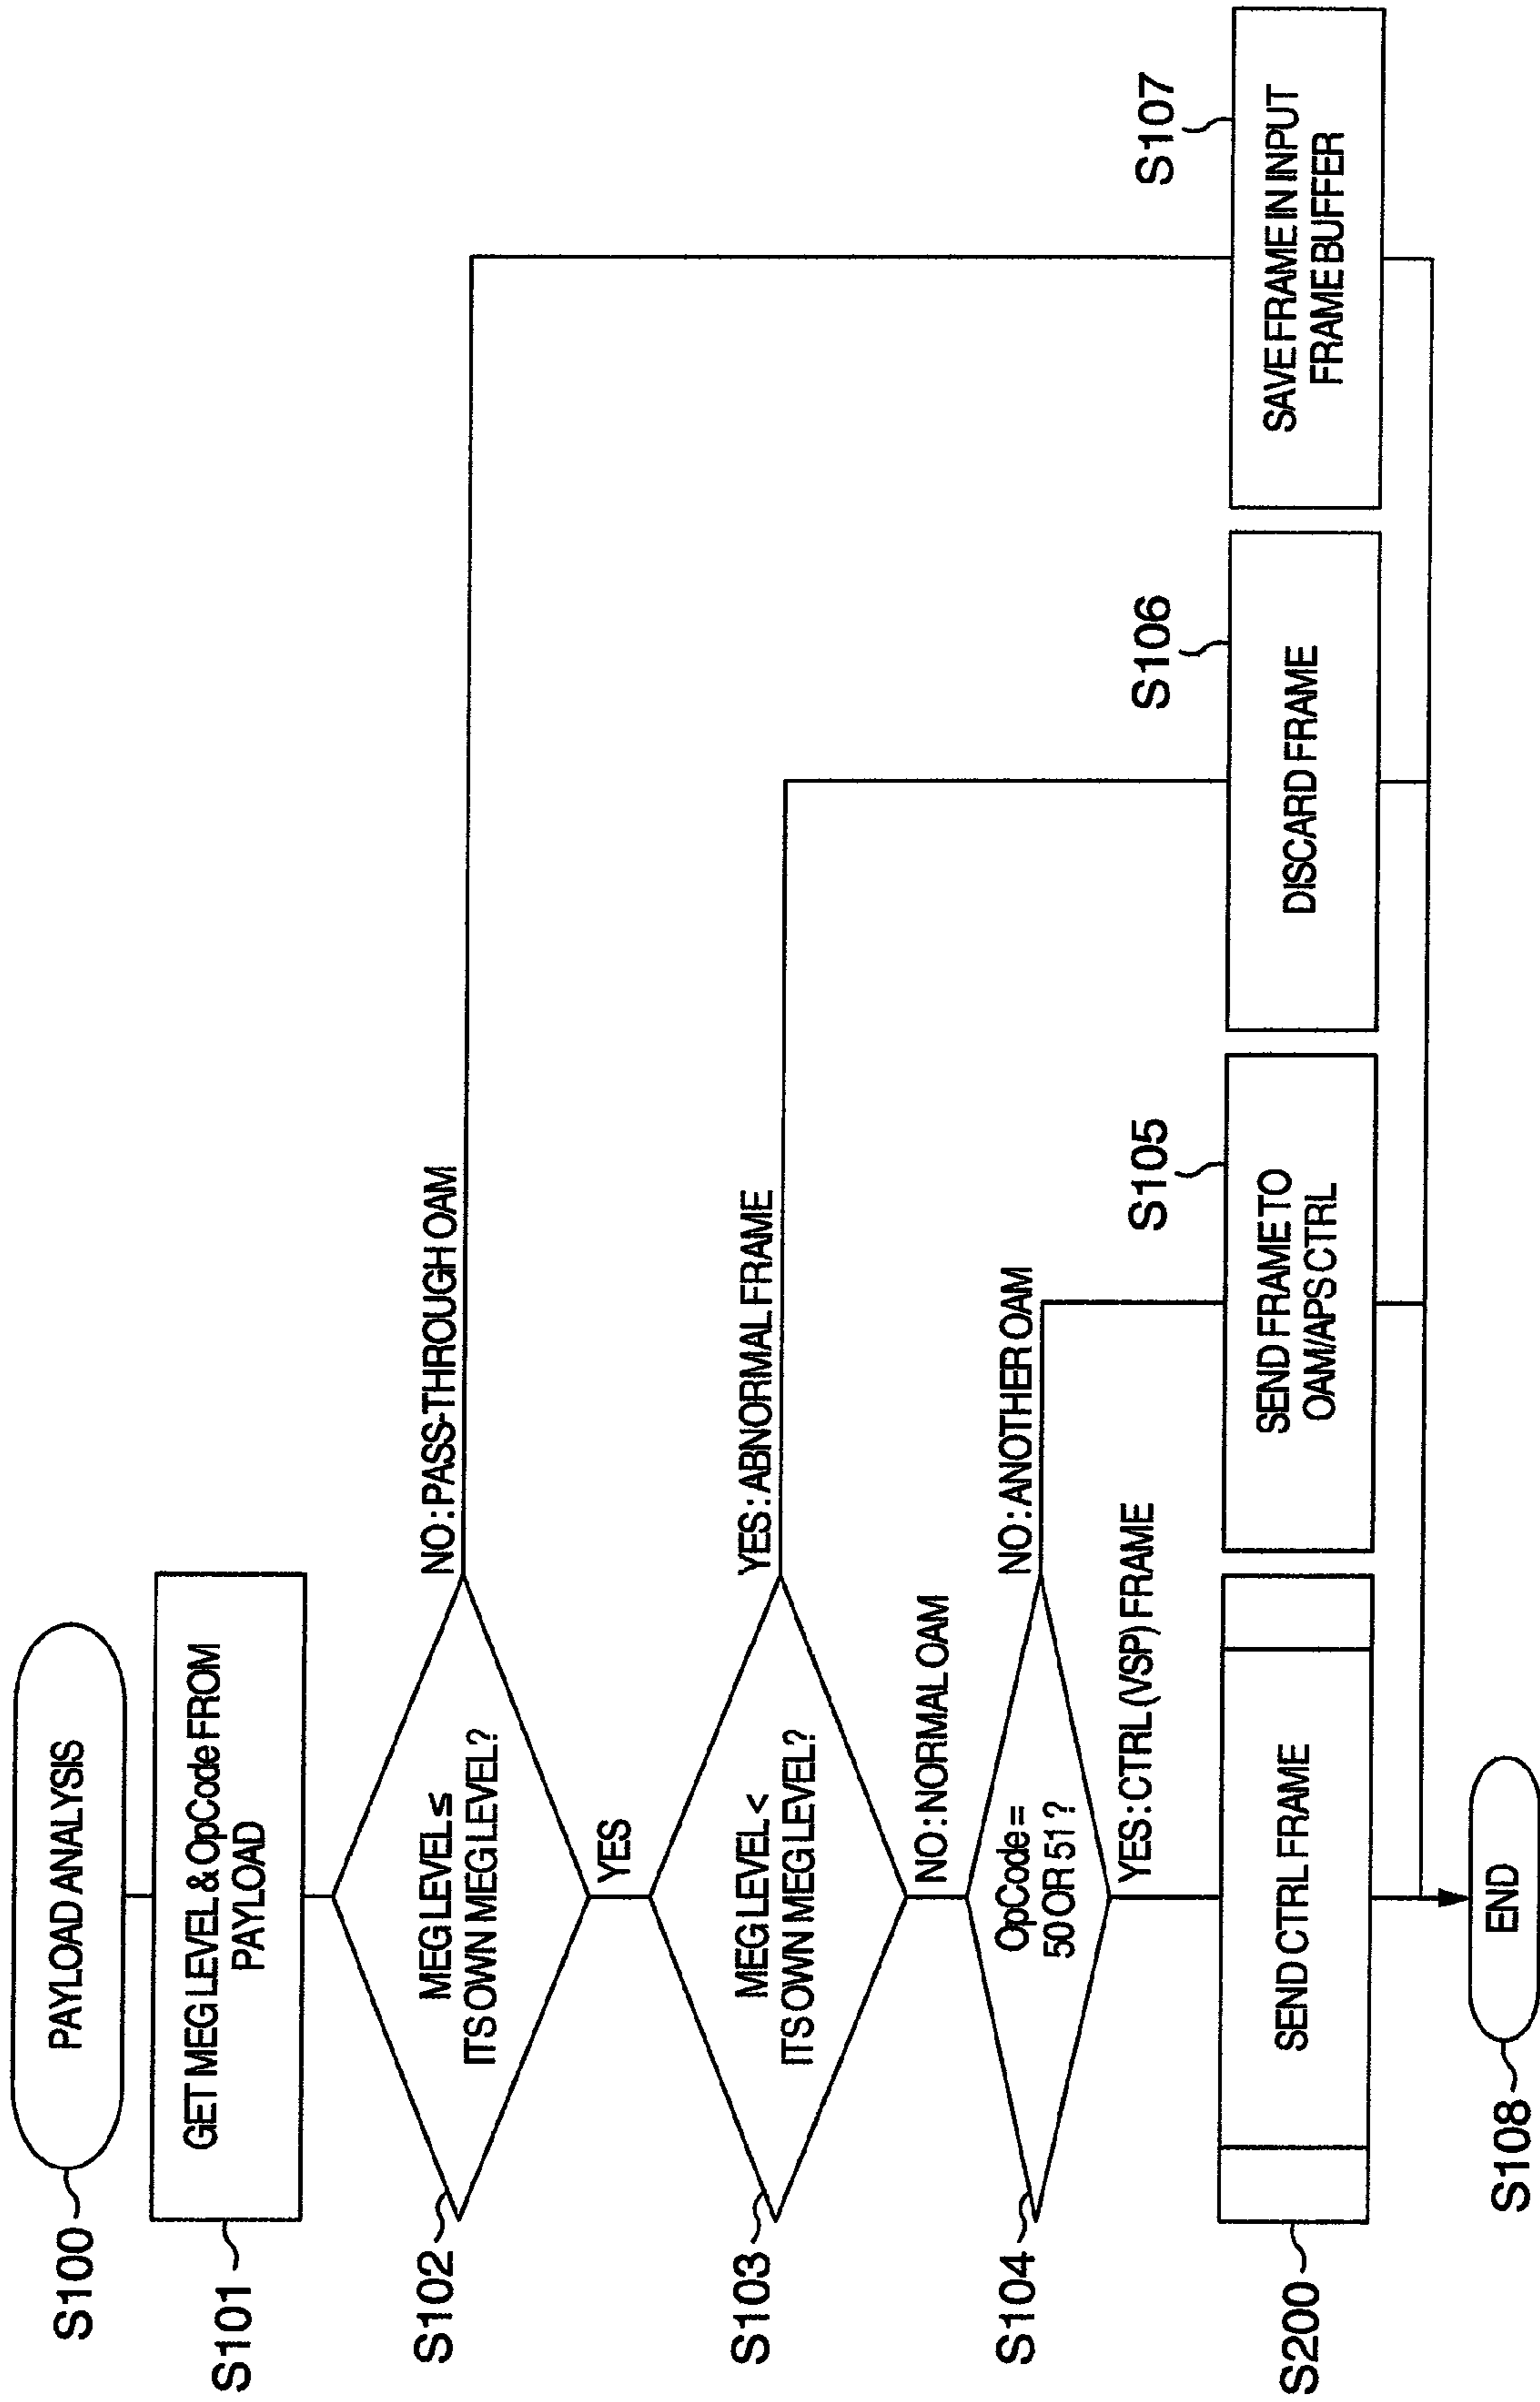 S100
PAYLOAD ANALYSIS
S101
GET MEG LEVEL & OpCode FROM
PAYLOAD
S102
MEG LEVEL ≤
ITS OWN MEG LEVEL?
NO: PASS-THROUGH OAM
YES
S103
MEG LEVEL <
ITS OWN MEG LEVEL?
YES: ABNORMAL FRAME
NO: NORMAL OAM
S104
OpCode =
50 OR 51?
NO: ANOTHER OAM
YES: CTRL (VSP) FRAME
S200
SEND CTRL FRAME
S105
SEND FRAME TO
OAM/APS CTRL
S106
DISCARD FRAME
S107
SAVE FRAME IN INPUT
FRAME BUFFER
S108
END